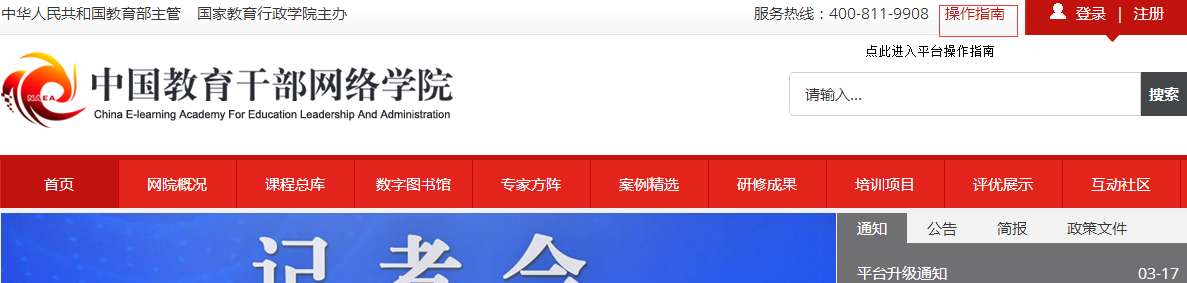 中华人民共和国教育部主管 国家教育行政学院主办 服务热线：400-811-9908 操作指南 登录 | 注册
点此进入平台操作指南
NAEA 中国教育干部网络学院
China E-learning Academy For Education Leadership And Administration
请输入... 搜索
首页 网院概况 课程总库 数字图书馆 专家方阵 案例精选 研修成果 培训项目 评优展示 互动社区
记者会
通知 公告 简报 政策文件
平台升级通知 03-17